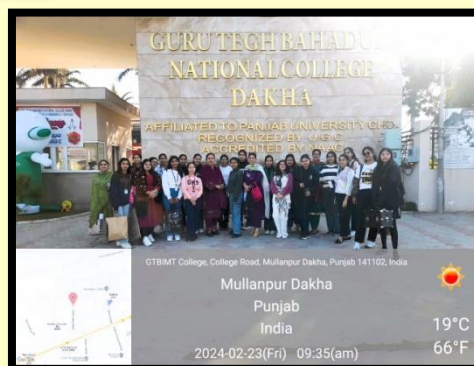 GURU TEGH BAHADU
NATIONAL COLLEGE
DAKHA
AFFILIATED TO PANJAB UNIVERSITY CHD.
RECOGNIZED BY U.G.C
ACCREDITED BY NAAC
GTBIMT College, College Road, Mullanpur Dakha, Punjab 141102, India
Mullanpur Dakha
Punjab
India
2024-02-23(Fri) 09:35(am)
19°C
66°F